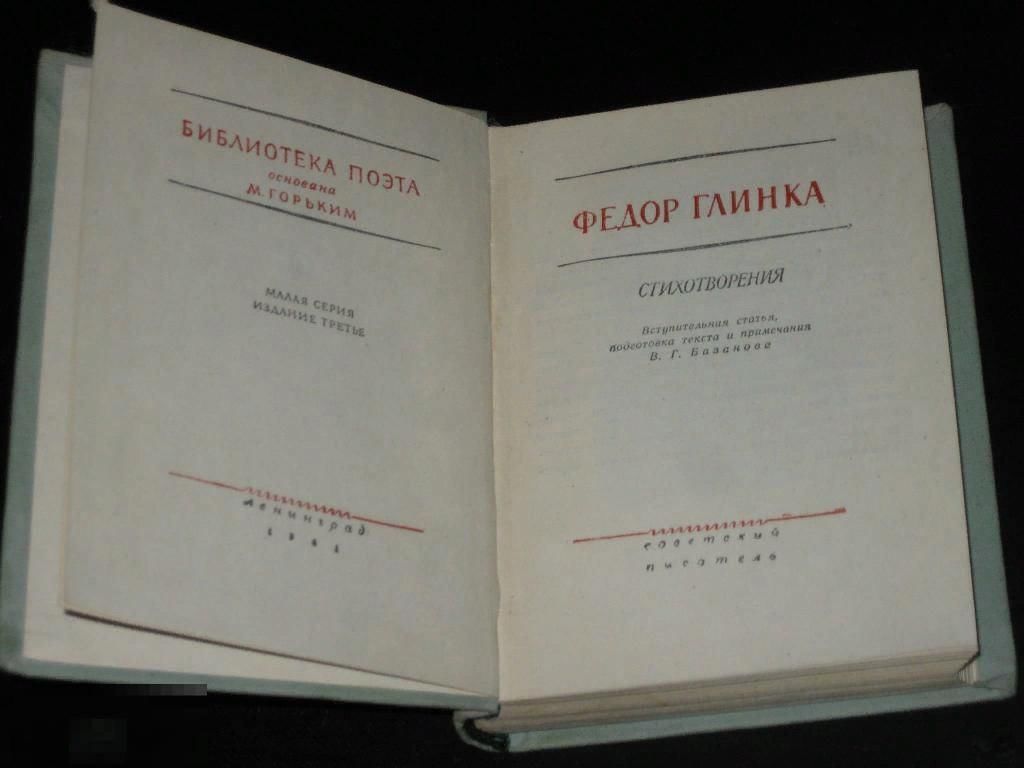 БИБЛИОТЕКА ПОЭТА
основана
М. ГОРЬКИМ
МАЛАЯ СЕРИЯ
ИЗДАНИЕ ТРЕТЬЕ
Ленинград
ФЕДОР ГЛИНКА
СТИХОТВОРЕНИЯ
Вступительная статья,
подготовка текста и примечания
В. Г. Базанова
советский
писатель